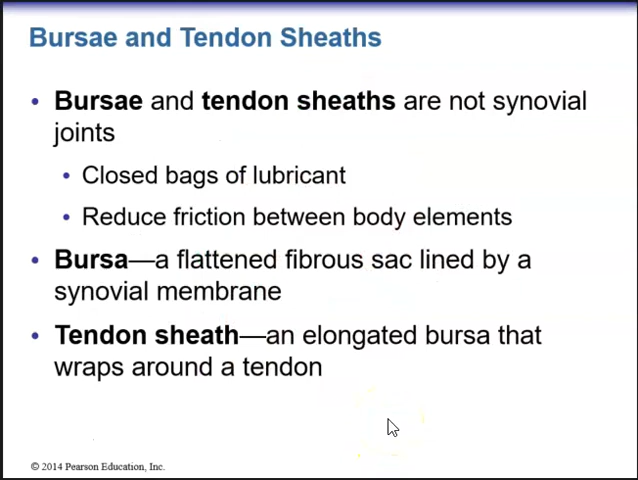 Bursae and Tendon Sheaths
• Bursae and tendon sheaths are not synovial
joints
• Closed bags of lubricant
• Reduce friction between body elements
• Bursa—a flattened fibrous sac lined by a
synovial membrane
• Tendon sheath—an elongated bursa that
wraps around a tendon
© 2014 Pearson Education, Inc.